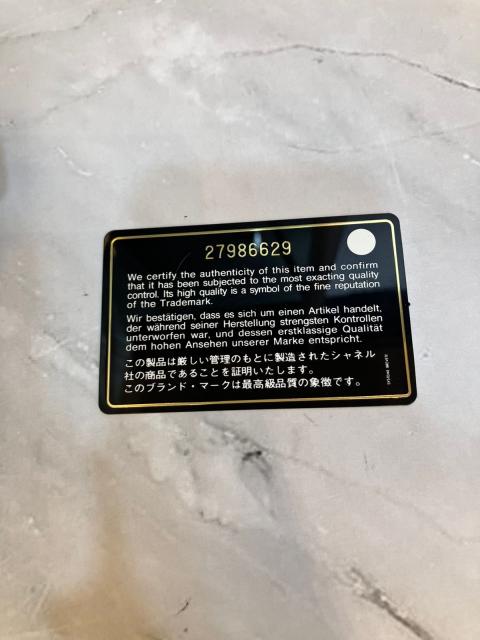 27986629
We certify the authenticity of this item and confirm
that it has been subjected to the most exacting quality
control. Its high quality is a symbol of the fine reputation
of the Trademark.
Wir bestätigen, dass es sich um einen Artikel handelt,
der während seiner Herstellung strengsten Kontrollen
unterworfen war, und dessen erstklassige Qualität
dem hohen Ansehen unserer Marke entspricht.
この製品は厳しい管理のもとに製造されたシャネル
社の商品であることを証明いたします。
このブランド・マークは最高級品質の象徴です。